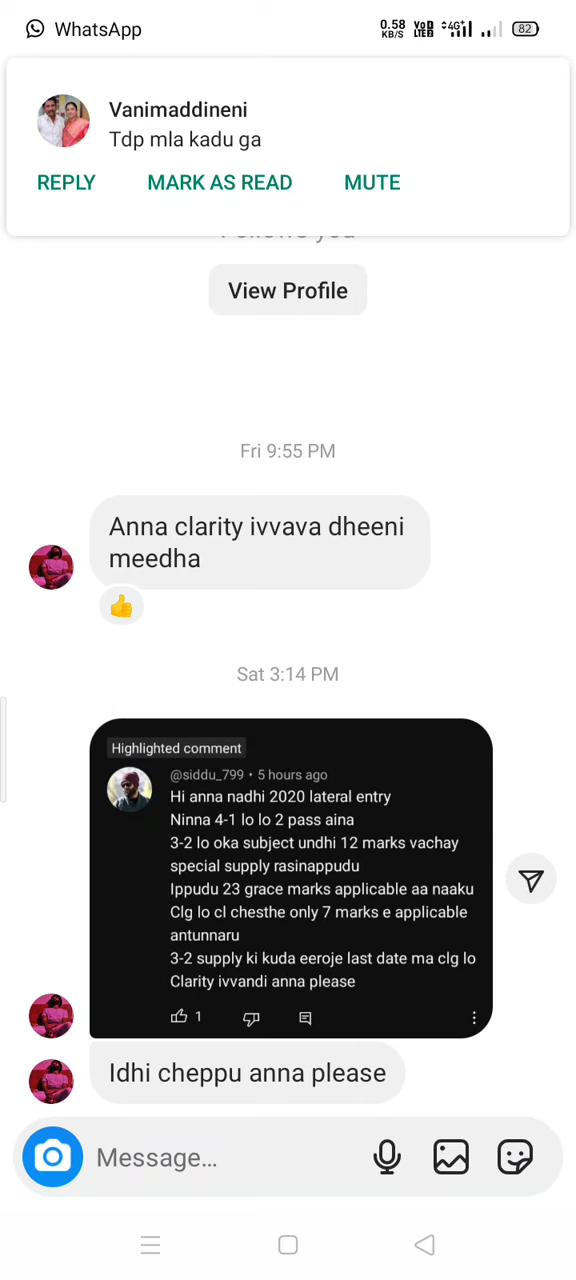 WhatsApp
0.58 KB/S VoD LTEB 4G+ 82
Vanimaddineni
Tdp mla kadu ga
REPLY MARK AS READ MUTE
View Profile
Fri 9:55 PM
Anna clarity ivvava dheeni
meedha
Sat 3:14 PM
Highlighted comment
@siddu_799 • 5 hours ago
Hi anna nadhi 2020 lateral entry
Ninna 4-1 lo lo 2 pass aina
3-2 lo oka subject undhi 12 marks vachay
special supply rasinappudu
Ippudu 23 grace marks applicable aa naaku
Clg lo cl chesthe only 7 marks e applicable
antunnaru
3-2 supply ki kuda eeroje last date ma clg lo
Clarity ivvandi anna please
1
Idhi cheppu anna please
Message...